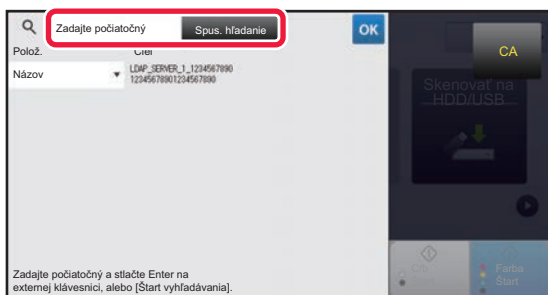 Zadajte počiatočný
Spus. hľadanie
OK
CA
Polož.
Cieľ
Názov
LDAP_SERVER_1_1234567890
12345678901234567890
Skenovať na
HDD/USB
Zadajte počiatočný a stlačte Enter na
externej klávesnici, alebo [Štart vyhľadávania].
Farba
Štart